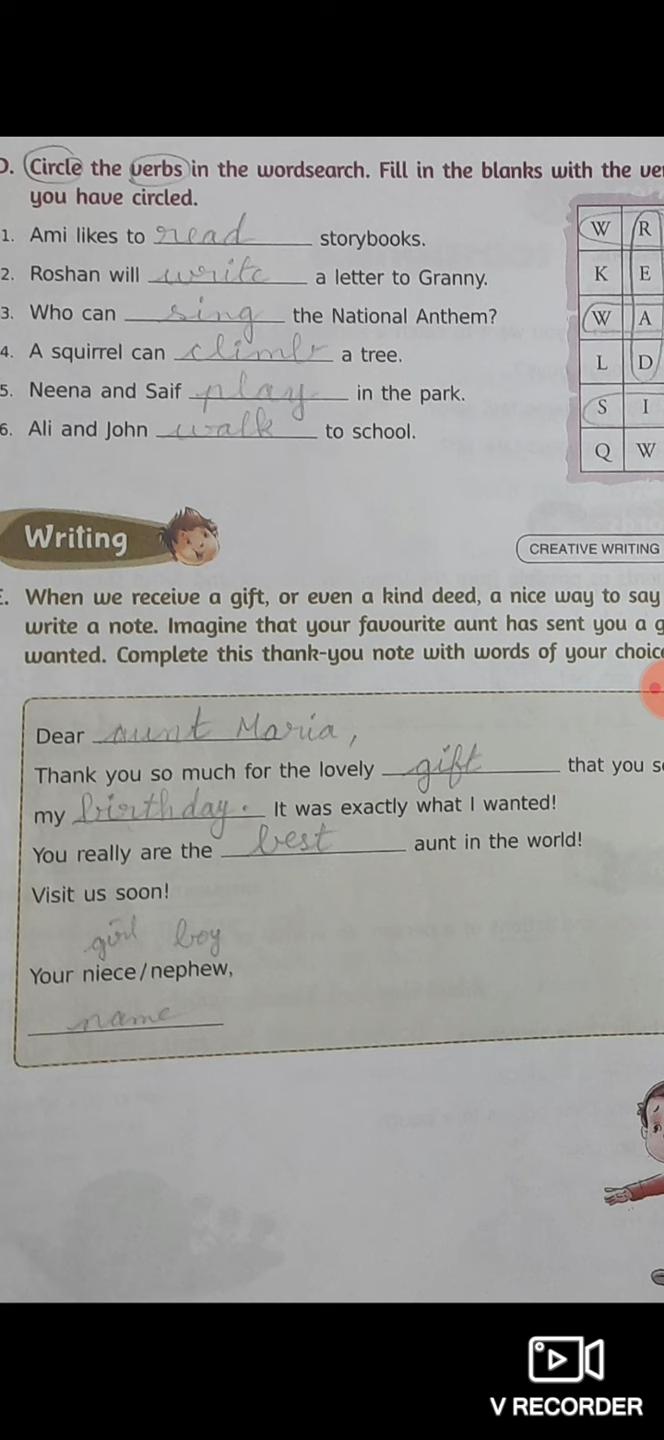 D. Circle the verbs in the wordsearch. Fill in the blanks with the ve
you have circled.
1. Ami likes to read storybooks.
2. Roshan will write a letter to Granny.
3. Who can sing the National Anthem?
4. A squirrel can climb a tree.
5. Neena and Saif play in the park.
6. Ali and John walk to school.
W R
K E
W A
L D
S I
Q W
Writing
CREATIVE WRITING
E. When we receive a gift, or even a kind deed, a nice way to say
write a note. Imagine that your favourite aunt has sent you a g
wanted. Complete this thank-you note with words of your choice
Dear aunt Maria,
Thank you so much for the lovely gift that you s
my birthday. It was exactly what I wanted!
You really are the best aunt in the world!
Visit us soon!
girl boy
Your niece/nephew,
name
V RECORDER